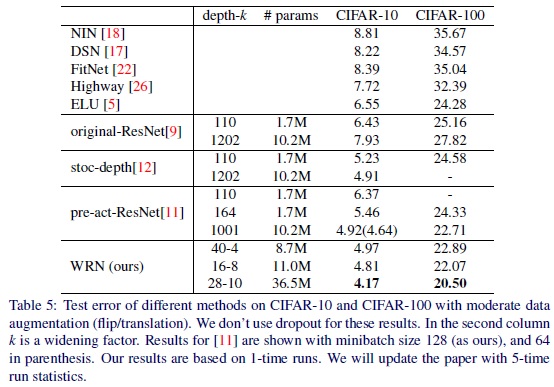 depth-k # params CIFAR-10 CIFAR-100
NIN [18] 8.81 35.67
DSN [17] 8.22 34.57
FitNet [22] 8.39 35.04
Highway [26] 7.72 32.39
ELU [5] 6.55 24.28
original-ResNet[9] 110 1.7M 6.43 25.16
1202 10.2M 7.93 27.82
stoc-depth[12] 110 1.7M 5.23 24.58
1202 10.2M 4.91 -
pre-act-ResNet[11] 110 1.7M 6.37 -
164 1.7M 5.46 24.33
1001 10.2M 4.92(4.64) 22.71
WRN (ours) 40-4 8.7M 4.97 22.89
16-8 11.0M 4.81 22.07
28-10 36.5M 4.17 20.50
Table 5: Test error of different methods on CIFAR-10 and CIFAR-100 with moderate data
augmentation (flip/translation). We don't use dropout for these results. In the second column
k is a widening factor. Results for [11] are shown with minibatch size 128 (as ours), and 64
in parenthesis. Our results are based on 1-time runs. We will update the paper with 5-time
run statistics.